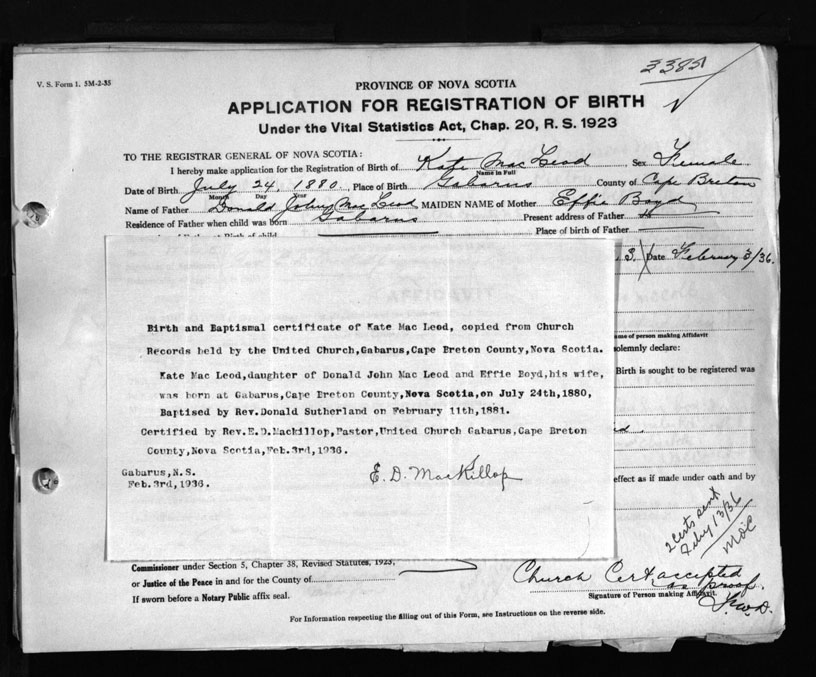 3385
V. S. Form 1. 5M-2-35
PROVINCE OF NOVA SCOTIA
APPLICATION FOR REGISTRATION OF BIRTH
Under the Vital Statistics Act, Chap. 20, R. S. 1923
TO THE REGISTRAR GENERAL OF NOVA SCOTIA:
I hereby make application for the Registration of Birth of Kate Mac Leod Sex Female
Name in Full
Date of Birth July 24, 1880. Place of Birth Gabarus County of Cape Breton
Month Day Year
Name of Father Donald John Mac Leod MAIDEN NAME of Mother Effie Boyd
Residence of Father when child was born Gabarus Present address of Father
Place of birth of Father
3. Date February 3/36.
Birth and Baptismal certificate of Kate Mac Leod, copied from Church
Records held by the United Church,Gabarus,Cape Breton County,Nova Scotia.
Kate Mac Leod,daughter of Donald John Mac Leod and Effie Boyd,his wife,
was born at Gabarus,Cape Breton County,Nova Scotia,on July 24th,1880,
Baptised by Rev.Donald Sutherland on February 11th,1881.
Certified by Rev.E.D.Mackillop,Pastor,United Church Gabarus,Cape Breton
County,Nova Scotia,Feb.3rd,1936.
Gabarus,N.S.
Feb.3rd,1936.
E. D. MacKillop
name of person making Affidavit
solemnly declare:
Birth is sought to be registered was
effect as if made under oath and by
2 certs sent
Feby 13/36
MOC
Commissioner under Section 5, Chapter 38, Revised Statutes, 1923,
or Justice of the Peace in and for the County of
If sworn before a Notary Public affix seal.
Church Cert accepted
as proof.
Signature of Person making Affidavit.
For Information respecting the filling out of this Form, see Instructions on the reverse side.